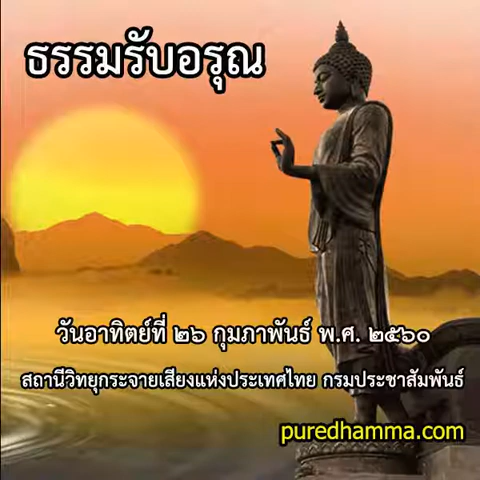 ธรรมรับอรุณ
วันอาทิตย์ที่ ๒๖ กุมภาพันธ์ พ.ศ. ๒๕๖๐
สถานีวิทยุกระจายเสียงแห่งประเทศไทย กรมประชาสัมพันธ์
puredhamma.com